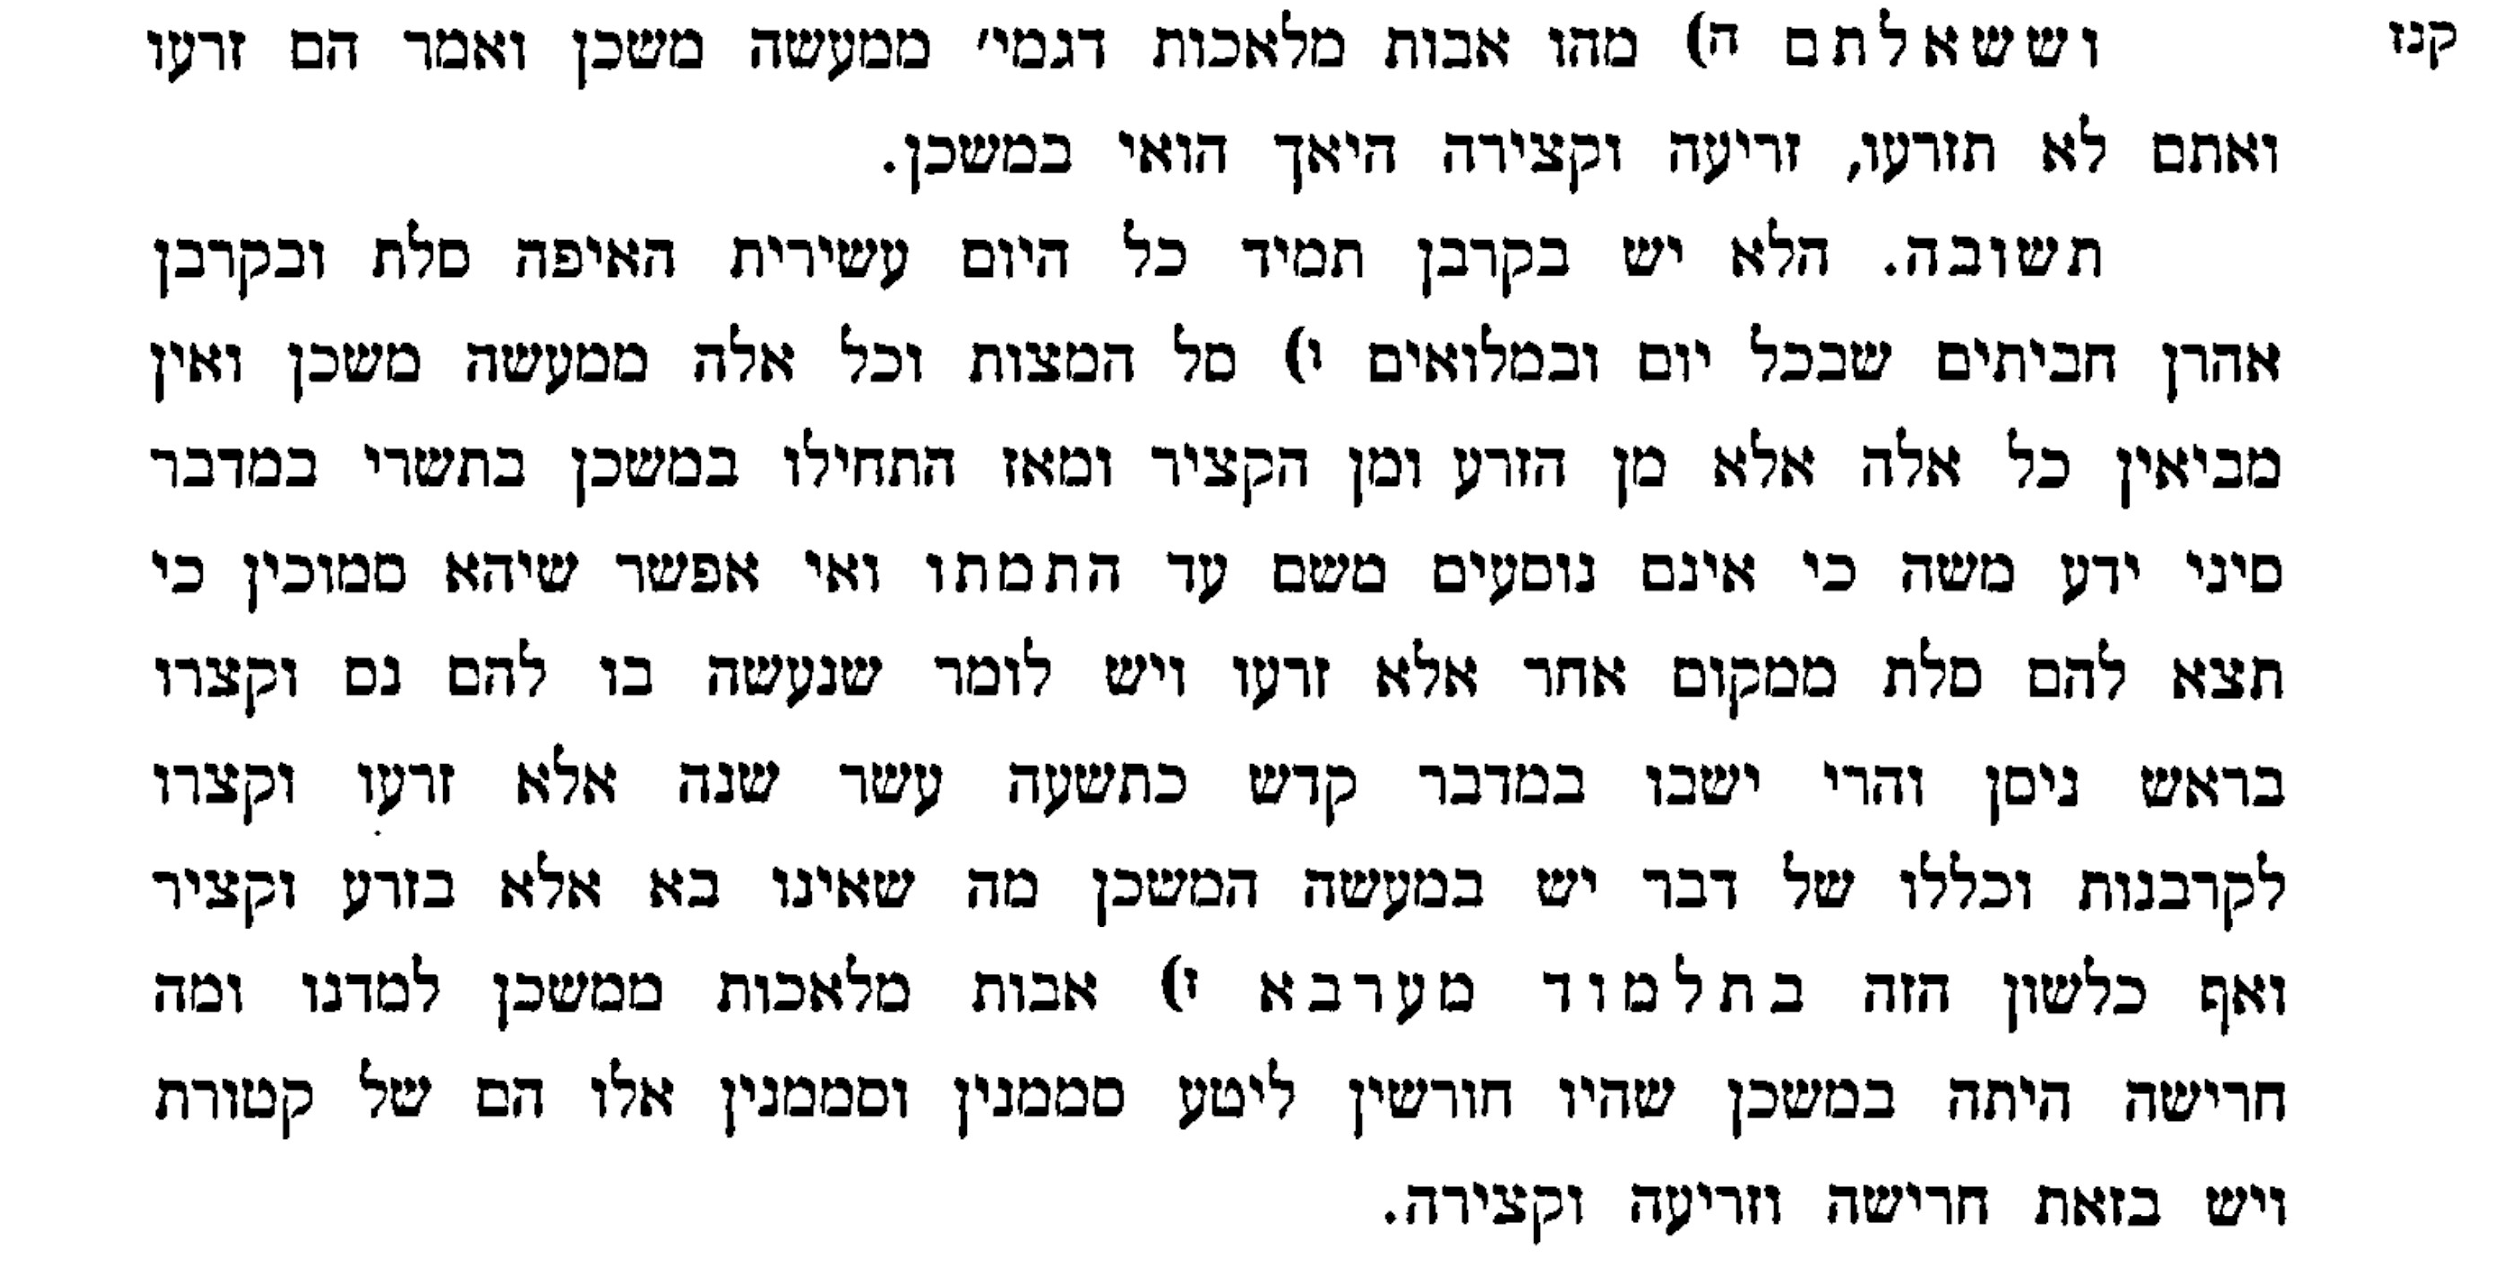 קנז וששאלתם ה) מהו אבות מלאכות דגמי׳ ממעשה משכן ואמר הם זרעו
ואתם לא תזרעו, זריעה וקצירה היאך הואי במשכן.
תשובה. הלא יש בקרבן תמיד כל היום עשירית האיפה סלת ובקרבן
אהרן חביתים שבכל יום ובמלואים ו) סל המצות וכל אלה ממעשה משכן ואין
מביאין כל אלה אלא מן הזרע ומן הקציר ומאז התחילו במשכן בתשרי במדבר
סיני ידע משה כי אינם נוסעים משם עד התמתו ואי אפשר שיהא סמוכין כי
תצא להם סלת ממקום אחר אלא זרעו ויש לומר שנעשה בו להם נס וקצרו
בראש ניסן והרי ישבו במדבר קדש כתשעה עשר שנה אלא זרעו וקצרו
לקרבנות וכללו של דבר יש במעשה המשכן מה שאינו בא אלא בזרע וקציר
ואף כלשון הזה בתלמוד מערבא ז) אבות מלאכות ממשכן למדנו ומה
חרישה היתה במשכן שהיו חורשין ליטע סממנין וסממנין אלו הם של קטורת
ויש בזאת חרישה וזריעה וקצירה.